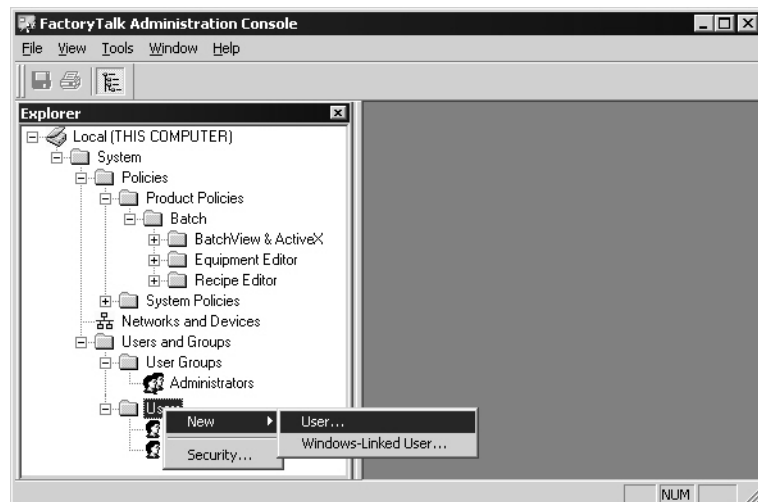 FactoryTalk Administration Console
File View Tools Window Help
Explorer
Local (THIS COMPUTER)
System
Policies
Product Policies
Batch
BatchView & ActiveX
Equipment Editor
Recipe Editor
System Policies
Networks and Devices
Users and Groups
User Groups
Administrators
New
User...
Windows-Linked User...
Security...
NUM